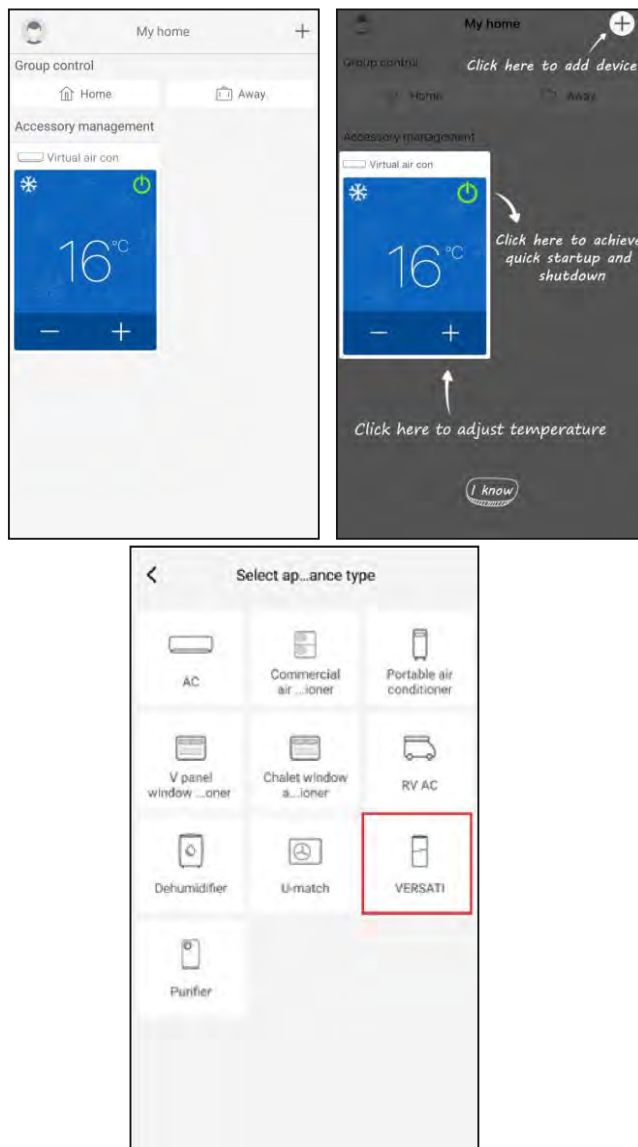 My home
+
Group control
Home
Away
Accessory management
Virtual air con
16°C
− +
My home
+
Click here to add device
Group control
Home
Away
Accessory management
Virtual air con
16°C
− +
Click here to achieve
quick startup and
shutdown
Click here to adjust temperature
I know
Select ap...ance type
AC
Commercial
air ...ioner
Portable air
conditioner
V panel
window ...oner
Chalet window
a...ioner
RV AC
Dehumidifier
U-match
VERSATI
Purifier